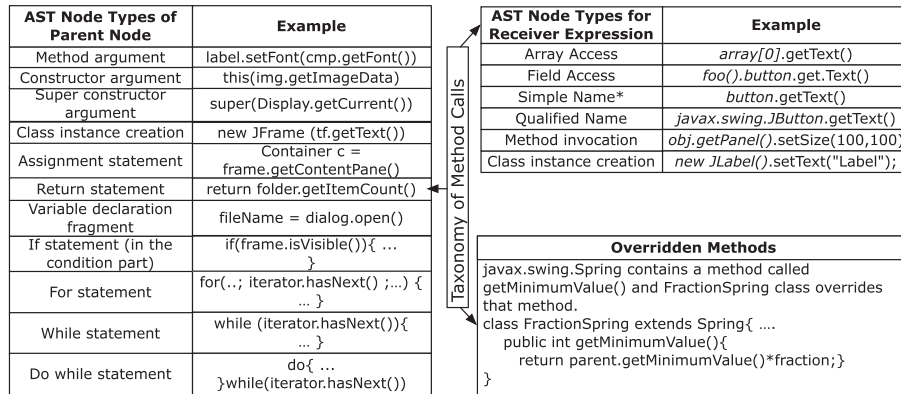 AST Node Types of
Parent Node
Example
Method argument
label.setFont(cmp.getFont())
Constructor argument
this(img.getImageData)
Super constructor
argument
super(Display.getCurrent())
Class instance creation
new JFrame (tf.getText())
Assignment statement
Container c =
frame.getContentPane()
Return statement
return folder.getItemCount()
Variable declaration
fragment
fileName = dialog.open()
If statement (in the
condition part)
if(frame.isVisible()){ ...
}
For statement
for(..; iterator.hasNext() ;...) {
... }
While statement
while (iterator.hasNext()){
... }
Do while statement
do{ ...
}while(iterator.hasNext())
Taxonomy of Method Calls
AST Node Types for
Receiver Expression
Example
Array Access
array[0].getText()
Field Access
foo().button.get.Text()
Simple Name*
button.getText()
Qualified Name
javax.swing.JButton.getText()
Method invocation
obj.getPanel().setSize(100,100)
Class instance creation
new JLabel().setText("Label");
Overridden Methods
javax.swing.Spring contains a method called
getMinimumValue() and FractionSpring class overrides
that method.
class FractionSpring extends Spring{ ....
public int getMinimumValue(){
return parent.getMinimumValue()*fraction;}
}